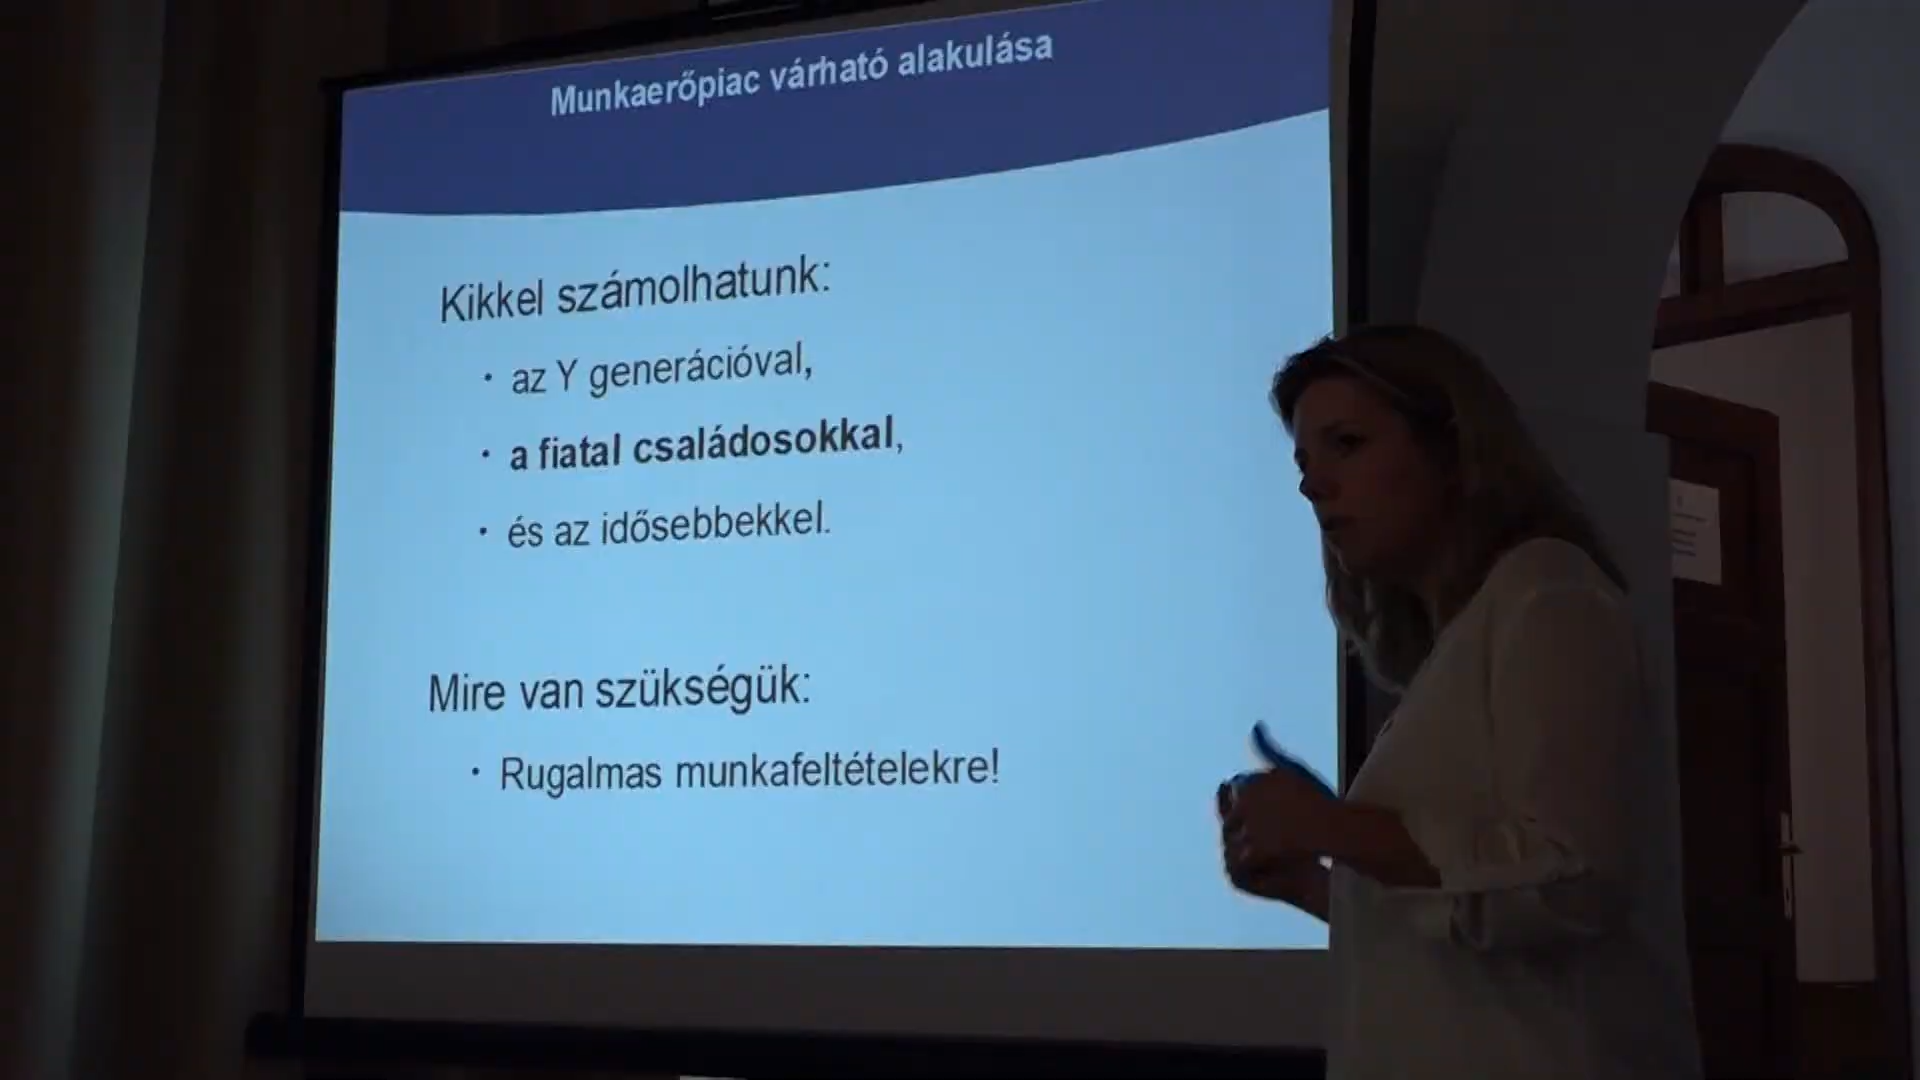 Munkaerőpiac várható alakulása
Kikkel számolhatunk:
• az Y generációval,
• a fiatal családosokkal,
• és az idősebbekkel.
Mire van szükségük:
• Rugalmas munkafeltételekre!